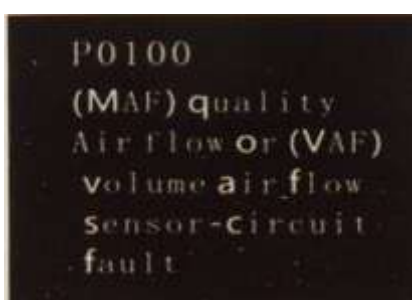 P0100
(MAF) quality
Air flow or (VAF)
volume air flow
sensor-circuit
fault